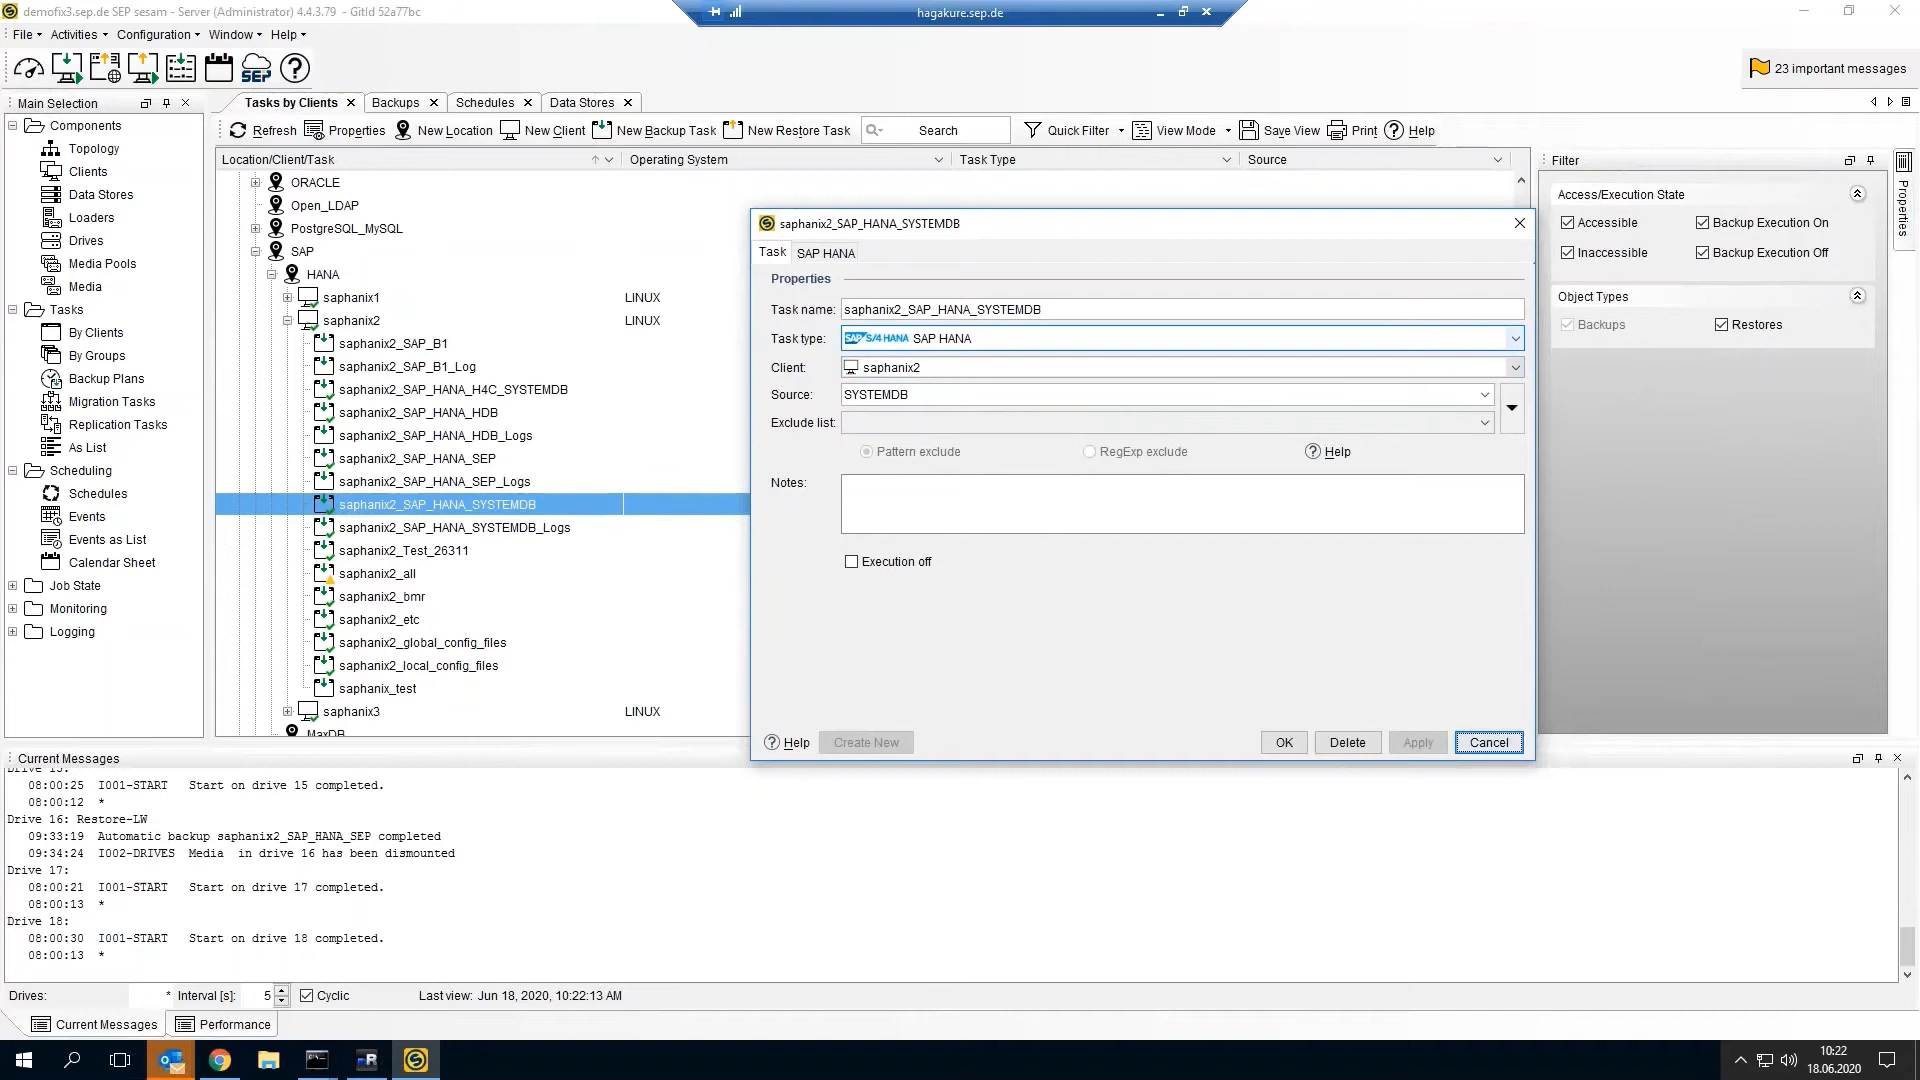 demofix3.sep.de SEP sesam - Server (Administrator) 4.4.3.79 - GitId 52a77bc
hagakure.sep.de
File Activities Configuration Window Help
SEP
23 important messages
Main Selection
Tasks by Clients Backups Schedules Data Stores
Refresh Properties New Location New Client New Backup Task New Restore Task Search Quick Filter View Mode Save View Print Help
Components
Topology
Clients
Data Stores
Loaders
Drives
Media Pools
Media
Tasks
By Clients
By Groups
Backup Plans
Migration Tasks
Replication Tasks
As List
Scheduling
Schedules
Events
Events as List
Calendar Sheet
Job State
Monitoring
Logging
Location/Client/Task Operating System Task Type Source
ORACLE
Open_LDAP
PostgreSQL_MySQL
SAP
HANA
saphanix1 LINUX
saphanix2 LINUX
saphanix2_SAP_B1
saphanix2_SAP_B1_Log
saphanix2_SAP_HANA_H4C_SYSTEMDB
saphanix2_SAP_HANA_HDB
saphanix2_SAP_HANA_HDB_Logs
saphanix2_SAP_HANA_SEP
saphanix2_SAP_HANA_SEP_Logs
saphanix2_SAP_HANA_SYSTEMDB
saphanix2_SAP_HANA_SYSTEMDB_Logs
saphanix2_Test_26311
saphanix2_all
saphanix2_bmr
saphanix2_etc
saphanix2_global_config_files
saphanix2_local_config_files
saphanix_test
saphanix3 LINUX
MaxDB
saphanix2_SAP_HANA_SYSTEMDB
Task SAP HANA
Properties
Task name: saphanix2_SAP_HANA_SYSTEMDB
Task type: SAP S/4 HANA SAP HANA
Client: saphanix2
Source: SYSTEMDB
Exclude list:
Pattern exclude RegExp exclude Help
Notes:
Execution off
Help Create New OK Delete Apply Cancel
Filter
Access/Execution State
Accessible Backup Execution On
Inaccessible Backup Execution Off
Object Types
Backups Restores
Properties
Current Messages
Drive 15:
08:00:25 I001-START Start on drive 15 completed.
08:00:12 *
Drive 16: Restore-LW
09:33:19 Automatic backup saphanix2_SAP_HANA_SEP completed
09:34:24 I002-DRIVES Media in drive 16 has been dismounted
Drive 17:
08:00:21 I001-START Start on drive 17 completed.
08:00:13 *
Drive 18:
08:00:30 I001-START Start on drive 18 completed.
08:00:13 *
Drives: * Interval [s]: 5 Cyclic Last view: Jun 18, 2020, 10:22:13 AM
Current Messages Performance
10:22
18.06.2020